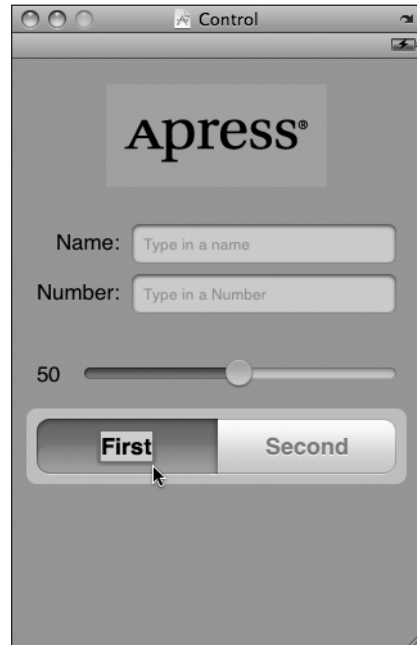 Control
Apress®
Name: Type in a name
Number: Type in a Number
50
First Second